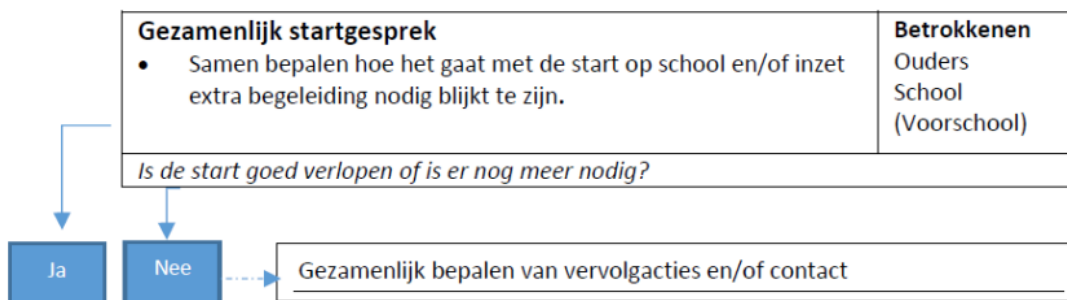 Gezamenlijk startgesprek
• Samen bepalen hoe het gaat met de start op school en/of inzet
extra begeleiding nodig blijkt te zijn.
Betrokkenen
Ouders
School
(Voorschool)
Is de start goed verlopen of is er nog meer nodig?
Ja
Nee
Gezamenlijk bepalen van vervolgacties en/of contact